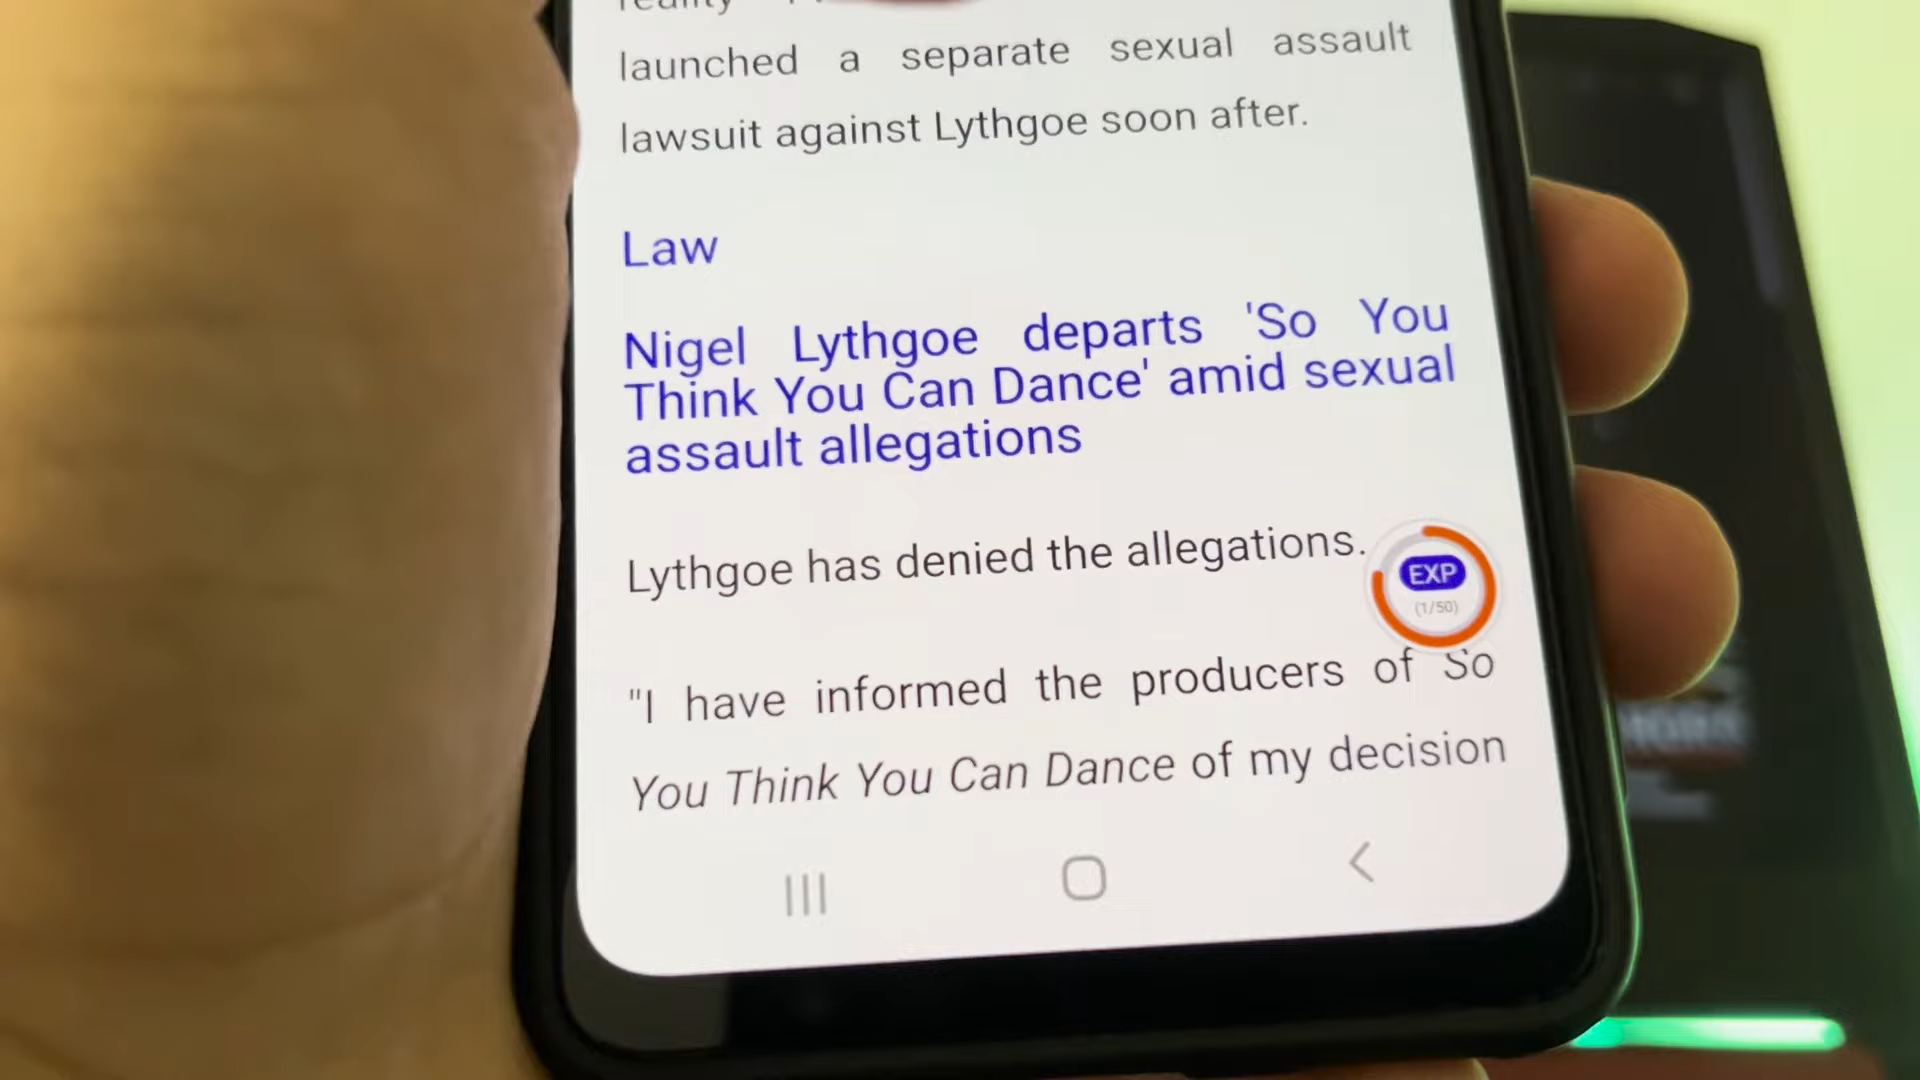 reality
launched a separate sexual assault
lawsuit against Lythgoe soon after.
Law
Nigel Lythgoe departs 'So You
Think You Can Dance' amid sexual
assault allegations
Lythgoe has denied the allegations.
EXP
(1/50)
"I have informed the producers of So
You Think You Can Dance of my decision